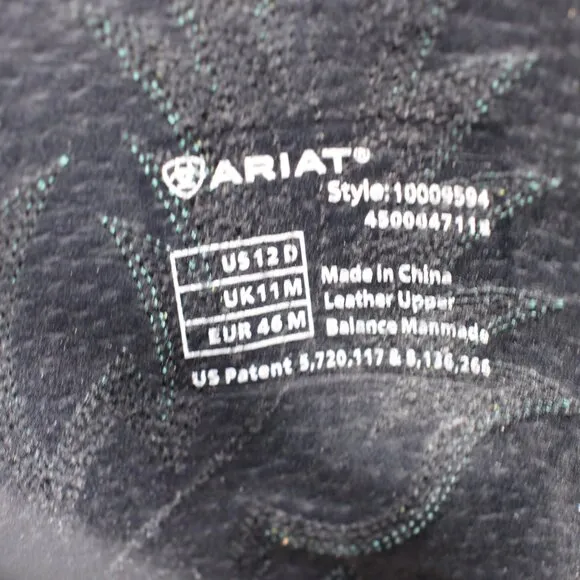 ARIAT®
Style: 10009594
US 12 D
UK 11 M
EUR 46 M
Made in China
Leather Upper
Balance Manmade
US Patent 5,720,117 & 8,136,266